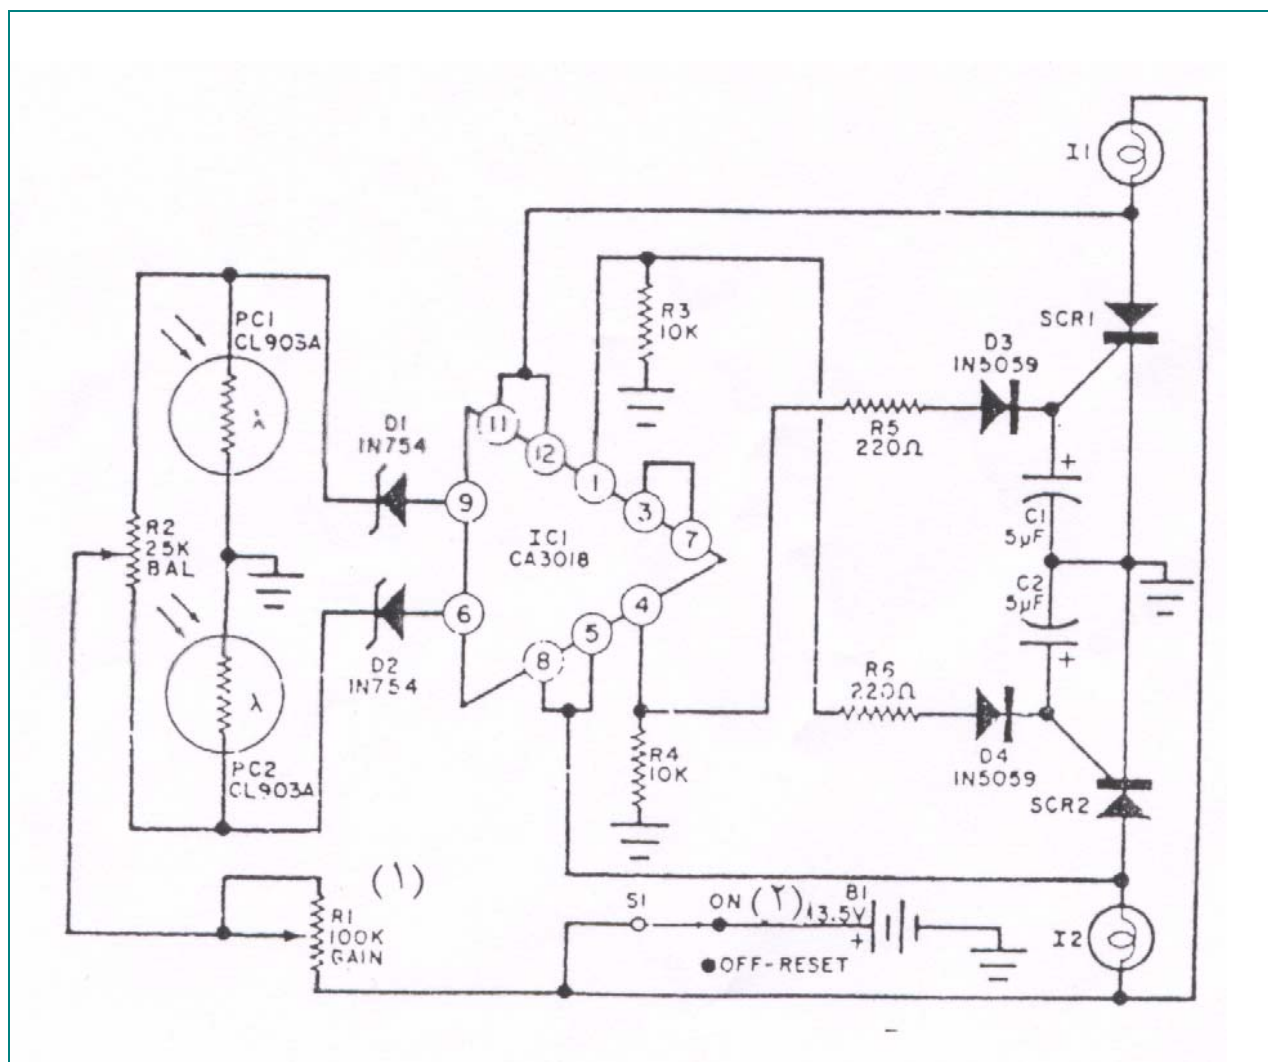 I1
PC1
CL903A
λ
R3
10K
SCR1
D3
1N5059
D1
1N754
11
12
1
3
7
9
IC1
CA3018
R5
220Ω
+
C1
5µF
R2
25K
BAL
6
4
5
8
C2
5µF
+
D2
1N754
λ
R6
220Ω
PC2
CL903A
R4
10K
D4
1N5059
SCR2
(١)
R1
100K
GAIN
S1
ON
(٢)
B1
13.5V
+
OFF-RESET
I2